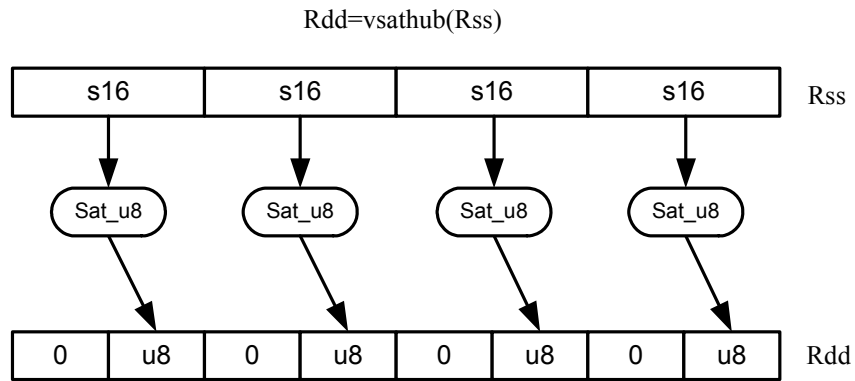 Rdd=vsathub(Rss)
s16 s16 s16 s16 Rss
Sat_u8 Sat_u8 Sat_u8 Sat_u8
0 u8 0 u8 0 u8 0 u8 Rdd